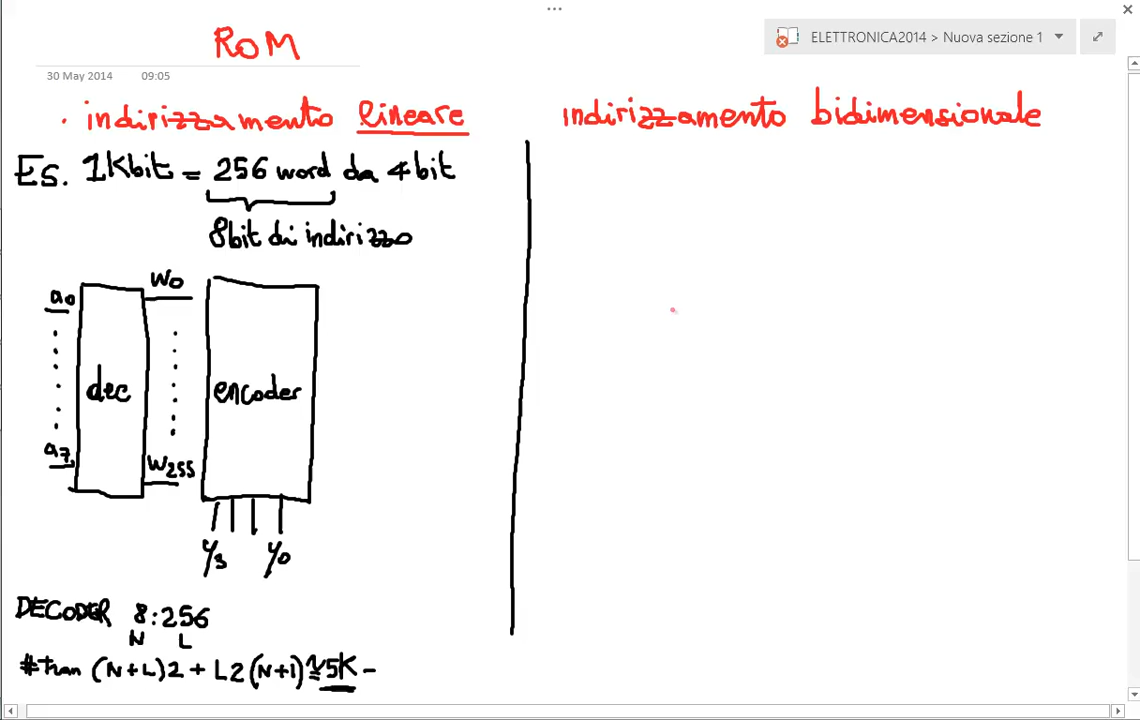 ROM
ELETTRONICA2014 > Nuova sezione 1
30 May 2014 09:05
· indirizzamento lineare
Es. 1Kbit = 256 word da 4bit
8bit di indirizzo
a0
W0
dec
encoder
a7
W255
y3 y0
DECODER 8:256
N L
#tran (N+L)2 + L2(N+1) ≅ 5K -
indirizzamento bidimensionale